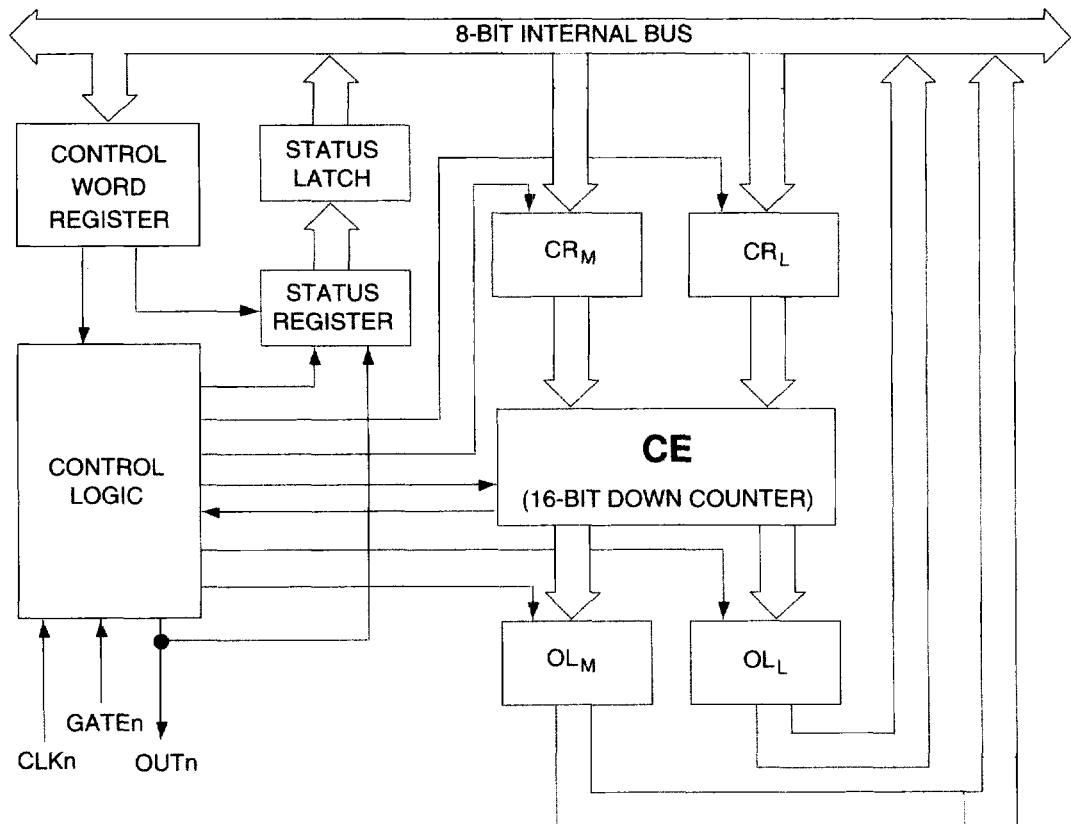 8-BIT INTERNAL BUS
CONTROL
WORD
REGISTER
STATUS
LATCH
CR_M
CR_L
STATUS
REGISTER
CONTROL
LOGIC
CE
(16-BIT DOWN COUNTER)
OL_M
OL_L
GATEn
CLKn
OUTn